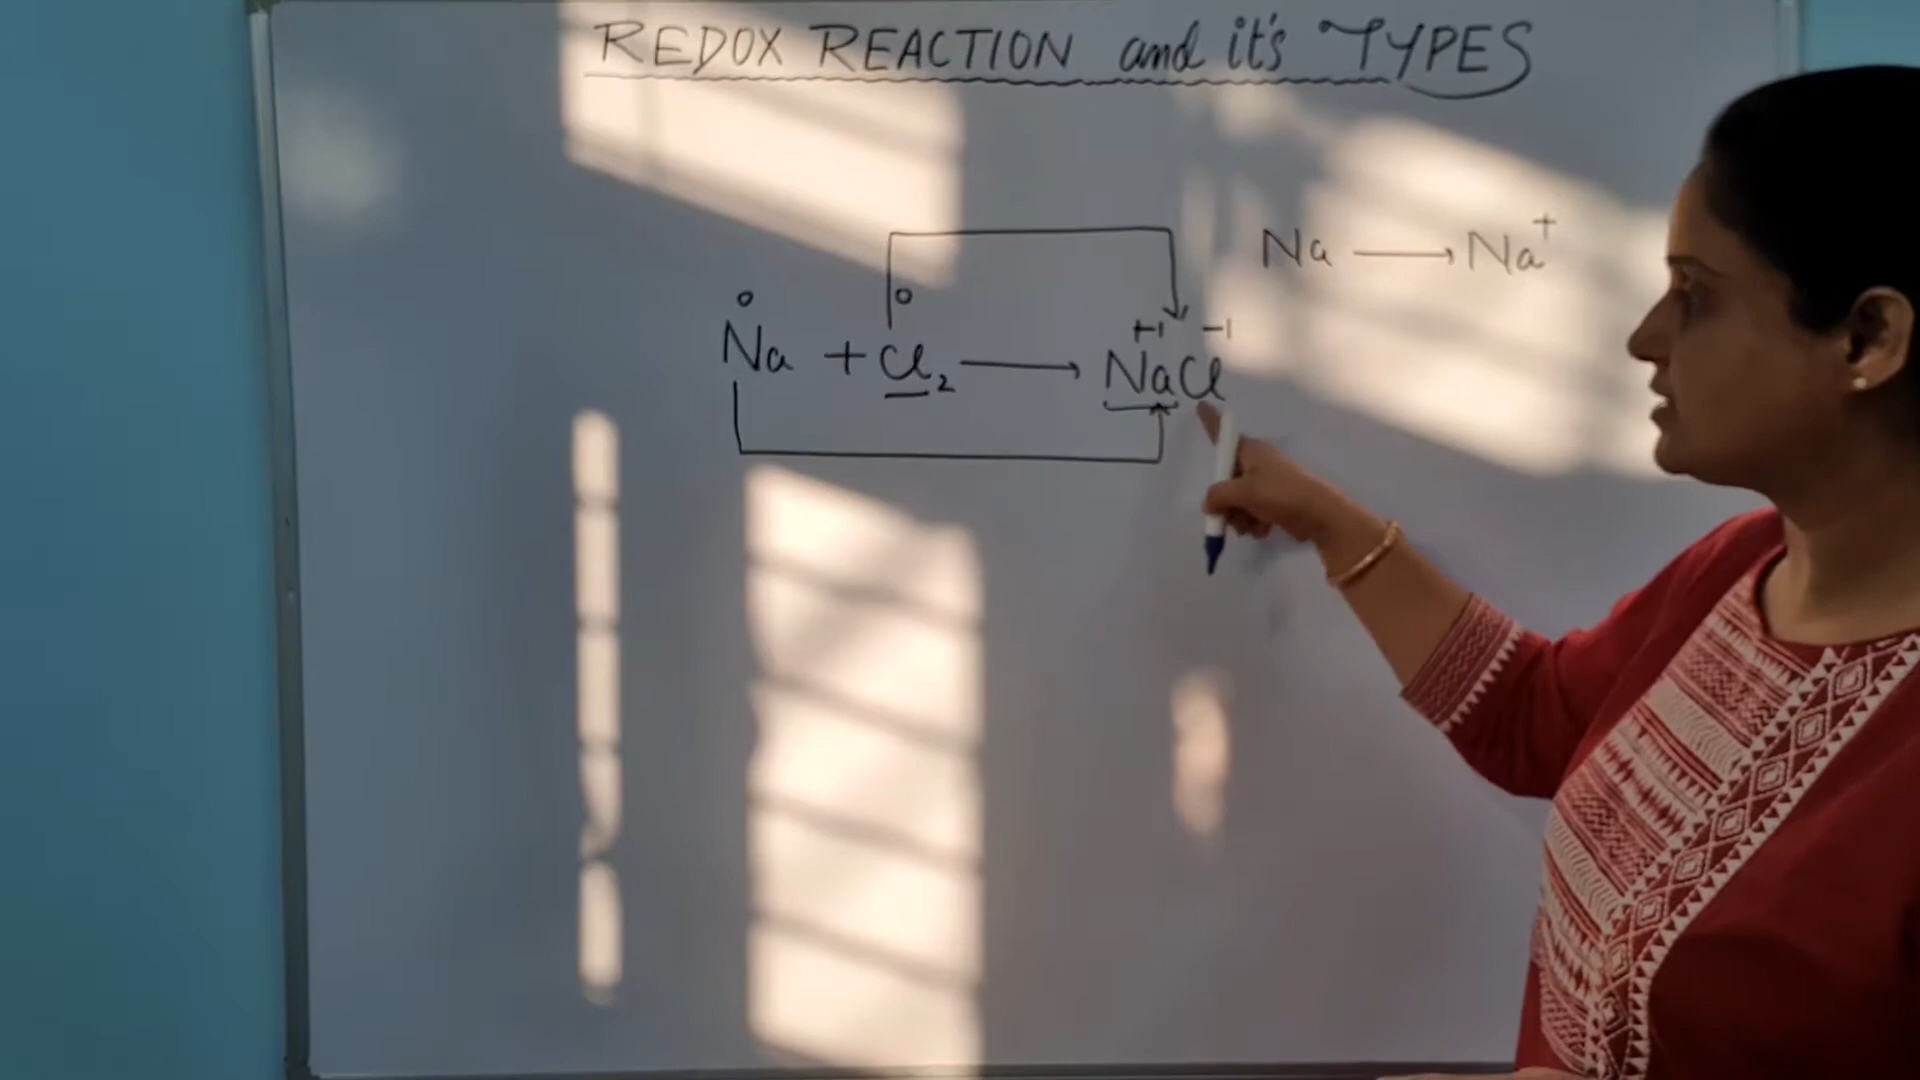 REDOX REACTION and it's TYPES
Na ⟶ Na⁺
0 0 +1 -1
Na + Cl₂ ⟶ NaCl